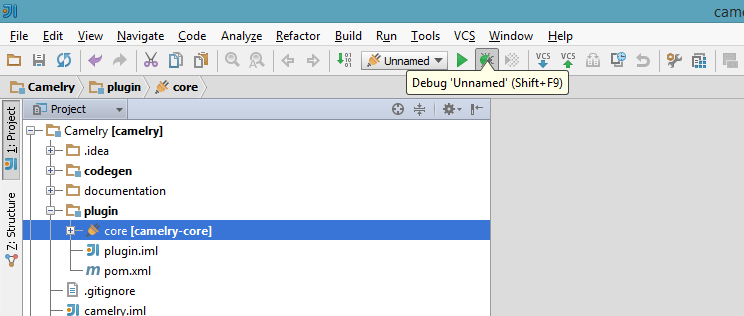 came
File Edit View Navigate Code Analyze Refactor Build Run Tools VCS Window Help
Unnamed VCS VCS
Debug 'Unnamed' (Shift+F9)
Camelry plugin core
1: Project
Z: Structure
Project
Camelry [camelry]
.idea
codegen
documentation
plugin
core [camelry-core]
plugin.iml
pom.xml
.gitignore
camelry.iml